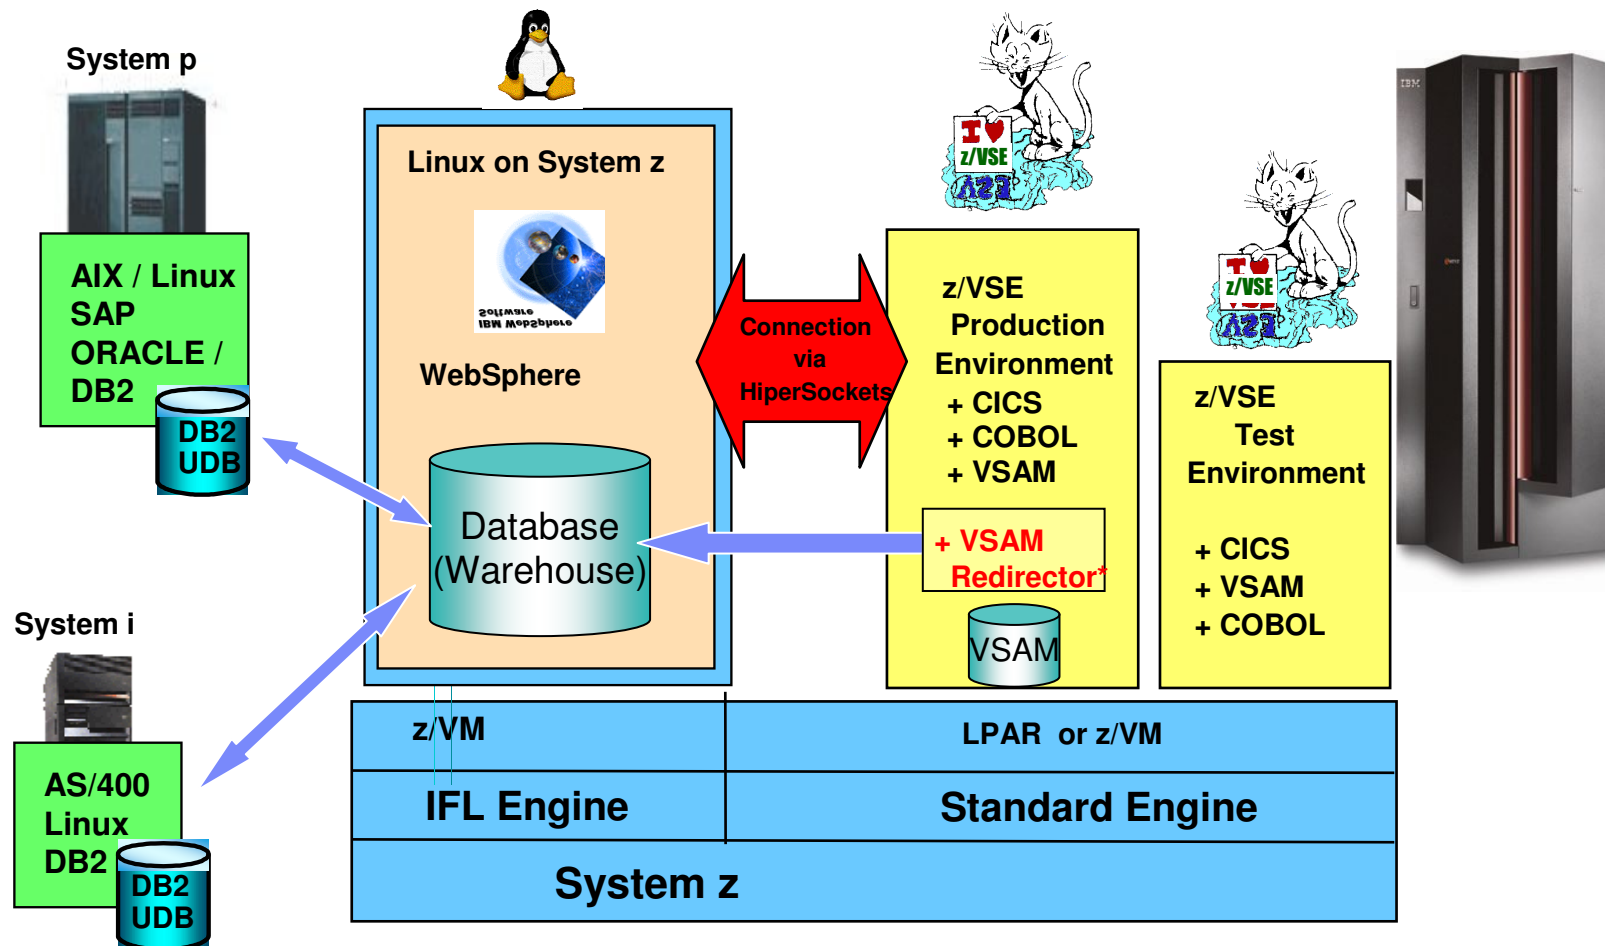 System p
AIX / Linux
SAP
ORACLE /
DB2
DB2
UDB
System i
AS/400
Linux
DB2
DB2
UDB
Linux on System z
IBM WebSphere
Software
WebSphere
Database
(Warehouse)
Connection
via
HiperSockets
I ♥
z/VSE
VSE
z/VSE
Production
Environment
+ CICS
+ COBOL
+ VSAM
+ VSAM
Redirector*
VSAM
I ♥
z/VSE
VSE
z/VSE
Test
Environment
+ CICS
+ VSAM
+ COBOL
IBM
z/VM
LPAR or z/VM
IFL Engine
Standard Engine
System z